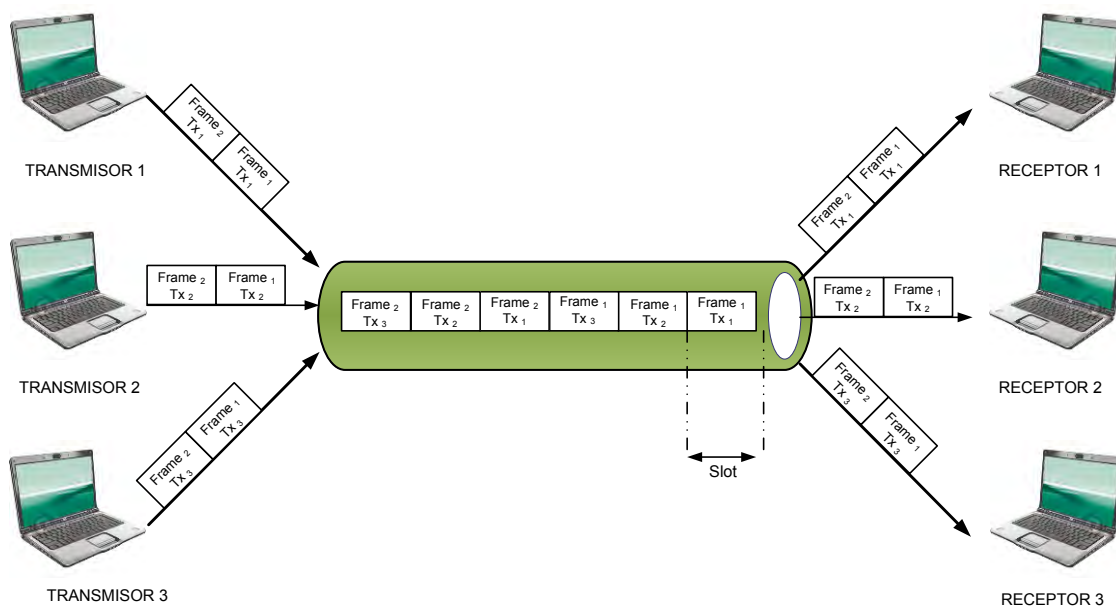 Frame 2
Tx 1
Frame 1
Tx 1
TRANSMISOR 1
Frame 1
Tx 1
Frame 2
Tx 1
RECEPTOR 1
Frame 2
Tx 2
Frame 1
Tx 2
TRANSMISOR 2
Frame 2
Tx 3
Frame 2
Tx 2
Frame 2
Tx 1
Frame 1
Tx 3
Frame 1
Tx 2
Frame 1
Tx 1
Slot
Frame 2
Tx 2
Frame 1
Tx 2
RECEPTOR 2
Frame 1
Tx 3
Frame 2
Tx 3
TRANSMISOR 3
Frame 2
Tx 3
Frame 1
Tx 3
RECEPTOR 3